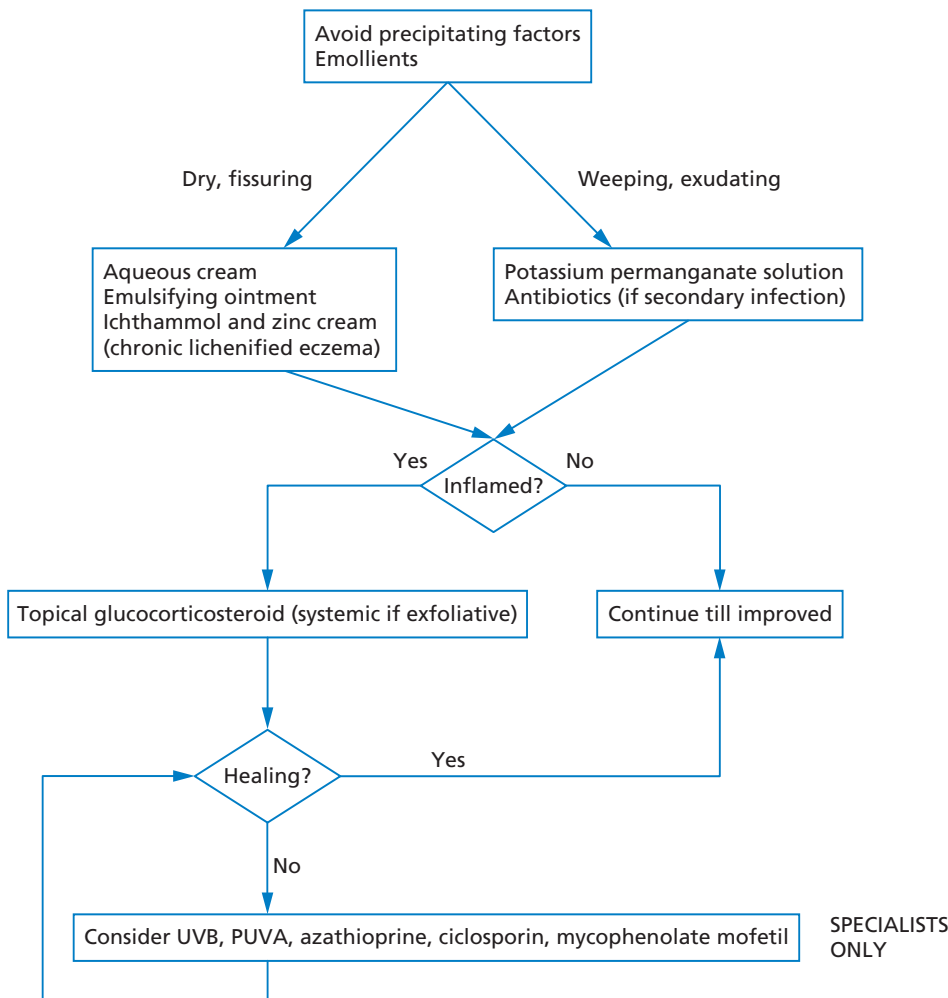 Avoid precipitating factors
Emollients
Dry, fissuring
Weeping, exudating
Aqueous cream
Emulsifying ointment
Ichthammol and zinc cream
(chronic lichenified eczema)
Potassium permanganate solution
Antibiotics (if secondary infection)
Yes
No
Inflamed?
Topical glucocorticosteroid (systemic if exfoliative)
Continue till improved
Healing?
Yes
No
Consider UVB, PUVA, azathioprine, ciclosporin, mycophenolate mofetil
SPECIALISTS
ONLY